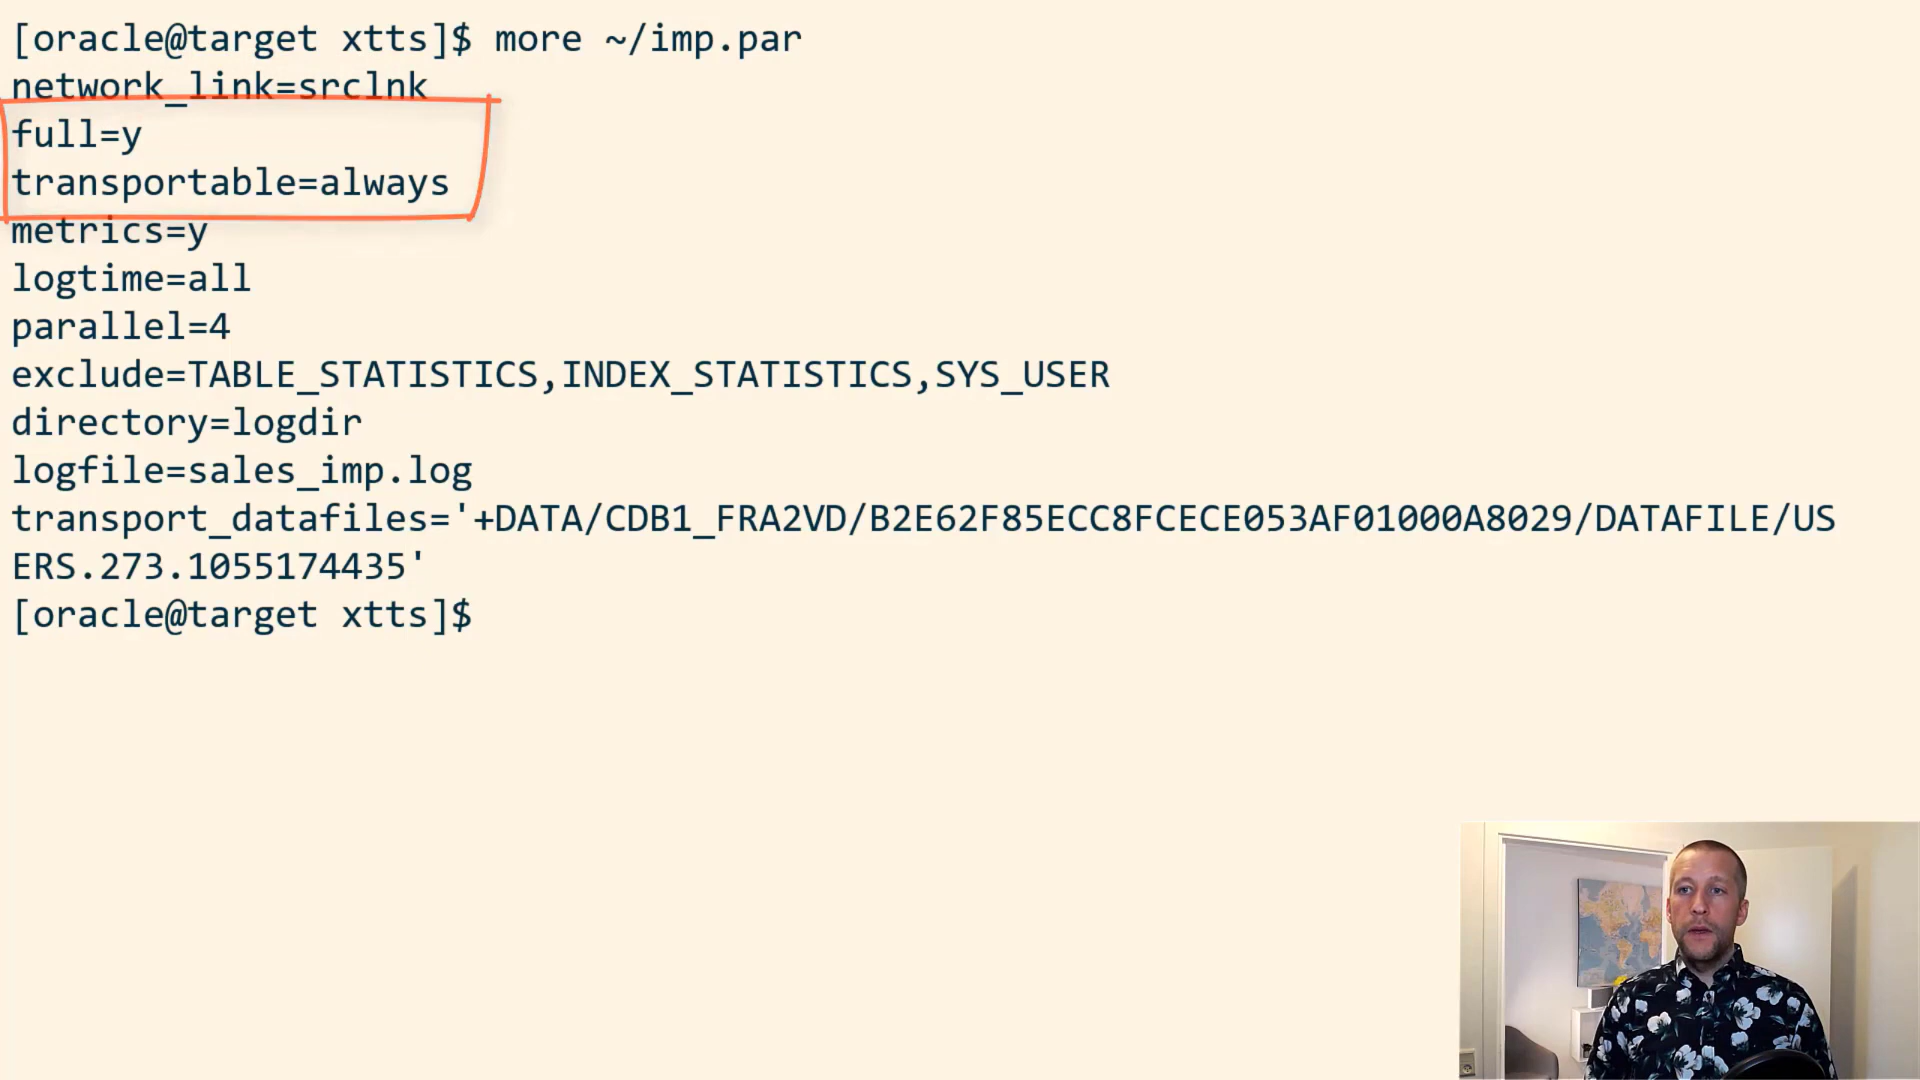 [oracle@target xtts]$ more ~/imp.par
network_link=srclnk
full=y
transportable=always
metrics=y
logtime=all
parallel=4
exclude=TABLE_STATISTICS,INDEX_STATISTICS,SYS_USER
directory=logdir
logfile=sales_imp.log
transport_datafiles='+DATA/CDB1_FRA2VD/B2E62F85ECC8FCECE053AF01000A8029/DATAFILE/US
ERS.273.1055174435'
[oracle@target xtts]$